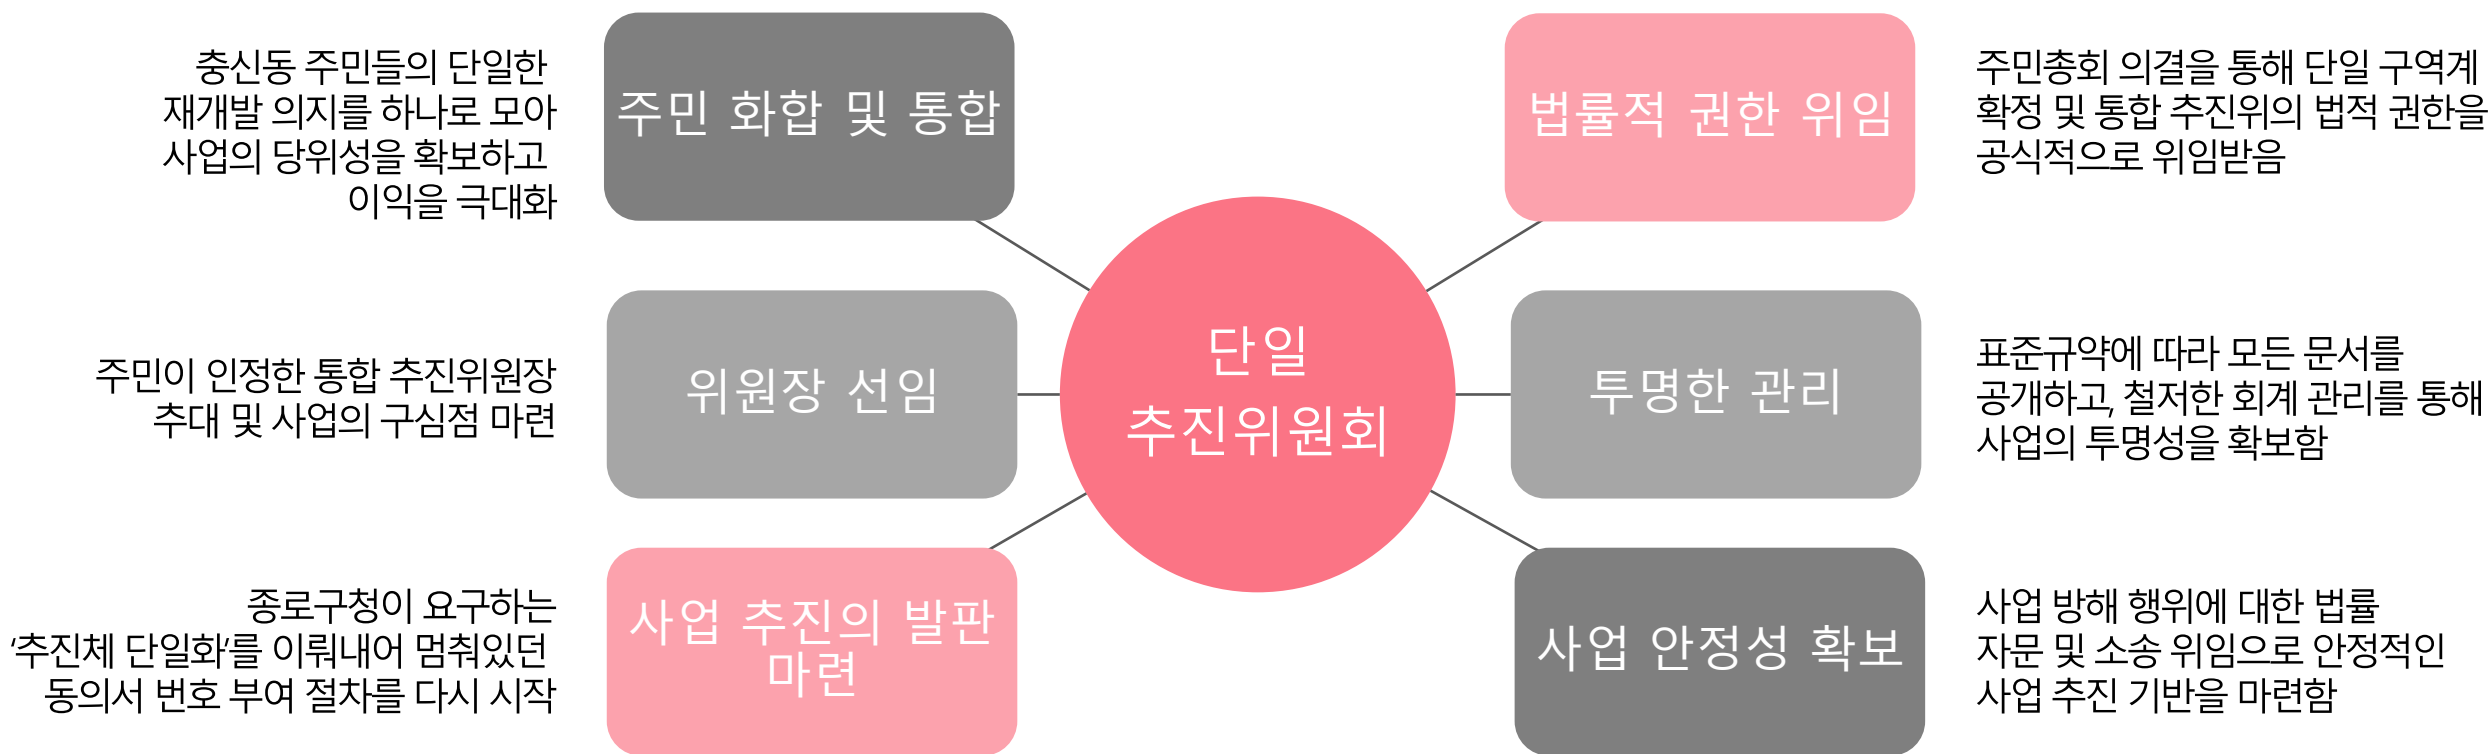 충신동 주민들의 단일한
재개발 의지를 하나로 모아
사업의 당위성을 확보하고
이익을 극대화
주민 화합 및 통합
법률적 권한 위임
주민총회 의결을 통해 단일 구역계
확정 및 통합 추진위의 법적 권한을
공식적으로 위임받음
주민이 인정한 통합 추진위원장
추대 및 사업의 구심점 마련
위원장 선임
단일
추진위원회
투명한 관리
표준규약에 따라 모든 문서를
공개하고, 철저한 회계 관리를 통해
사업의 투명성을 확보함
종로구청이 요구하는
‘추진체 단일화’를 이뤄내어 멈춰있던
동의서 번호 부여 절차를 다시 시작
사업 추진의 발판
마련
사업 안정성 확보
사업 방해 행위에 대한 법률
자문 및 소송 위임으로 안정적인
사업 추진 기반을 마련함